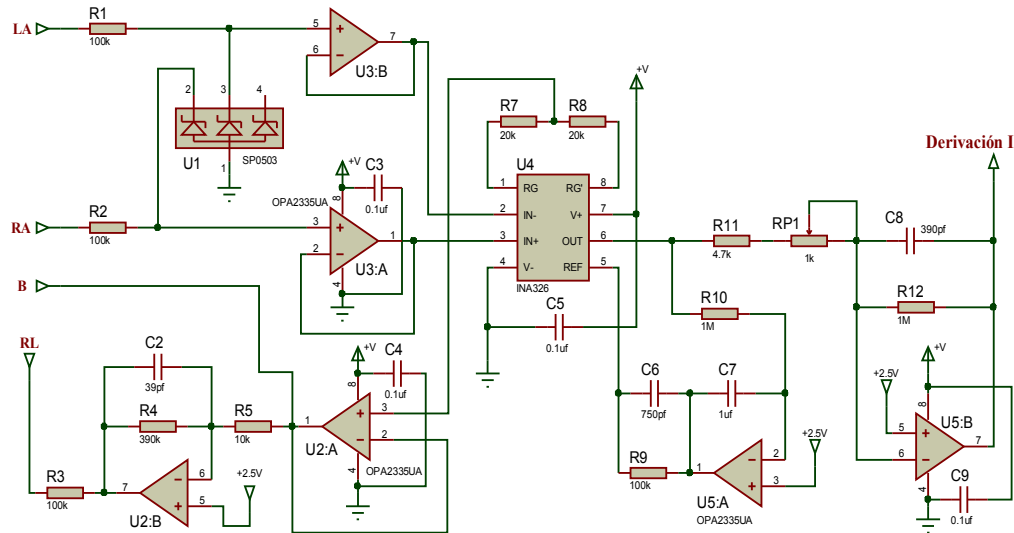 LA
R1
100k
5
6
7
U3:B
2
3
4
1
U1
SP0503
RA
R2
100k
OPA2335UA
+V
C3
0.1uf
8
3
2
1
4
U3:A
B
RL
C2
39pf
R4
390k
R5
10k
R3
100k
7
6
5
U2:B
+2.5V
+V
C4
0.1uf
8
1
3
2
4
U2:A
OPA2335UA
R7
20k
R8
20k
+V
U4
1
RG
RG'
8
2
IN-
V+
7
3
IN+
OUT
6
4
V-
REF
5
INA326
C5
0.1uf
R11
4.7k
RP1
1k
R10
1M
C6
750pf
C7
1uf
R9
100k
1
2
3
U5:A
OPA2335UA
+2.5V
Derivación I
C8
390pf
R12
1M
+2.5V
+V
8
5
6
7
4
U5:B
C9
0.1uf